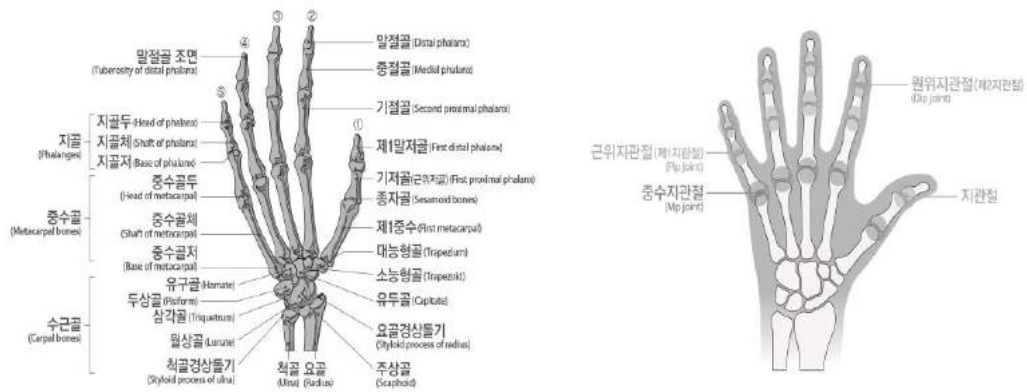 ③
②
④
⑤
①
말절골 조면
(Tuberosity of distal phalanx)
지골
(Phalanges)
지골두(Head of phalanx)
지골체(Shaft of phalanx)
지골저(Base of phalanx)
중수골
(Metacarpal bones)
중수골두
(Head of metacarpal)
중수골체
(Shaft of metacarpal)
중수골저
(Base of metacarpal)
수근골
(Carpal bones)
유구골(Hamate)
두상골(Pisiform)
삼각골(Triquetrum)
월상골(Lunate)
척골경상돌기
(Styloid process of ulna)
척골
(Ulna)
요골
(Radius)
말절골(Distal phalanx)
중절골(Medial phalanx)
기절골(Second proximal phalanx)
제1말저골(First distal phalanx)
기저골(근위저골)(First proximal phalanx)
종자골(Sesamoid bones)
제1중수(First metacarpal)
대능형골(Trapezium)
소능형골(Trapezoid)
유두골(Capitate)
요골경상돌기
(Styloid process of radius)
주상골
(Scaphoid)
원위지관절(제2지관절)
(Dip joint)
근위지관절(제1지관절)
(Pip joint)
중수지관절
(Mp joint)
지관절